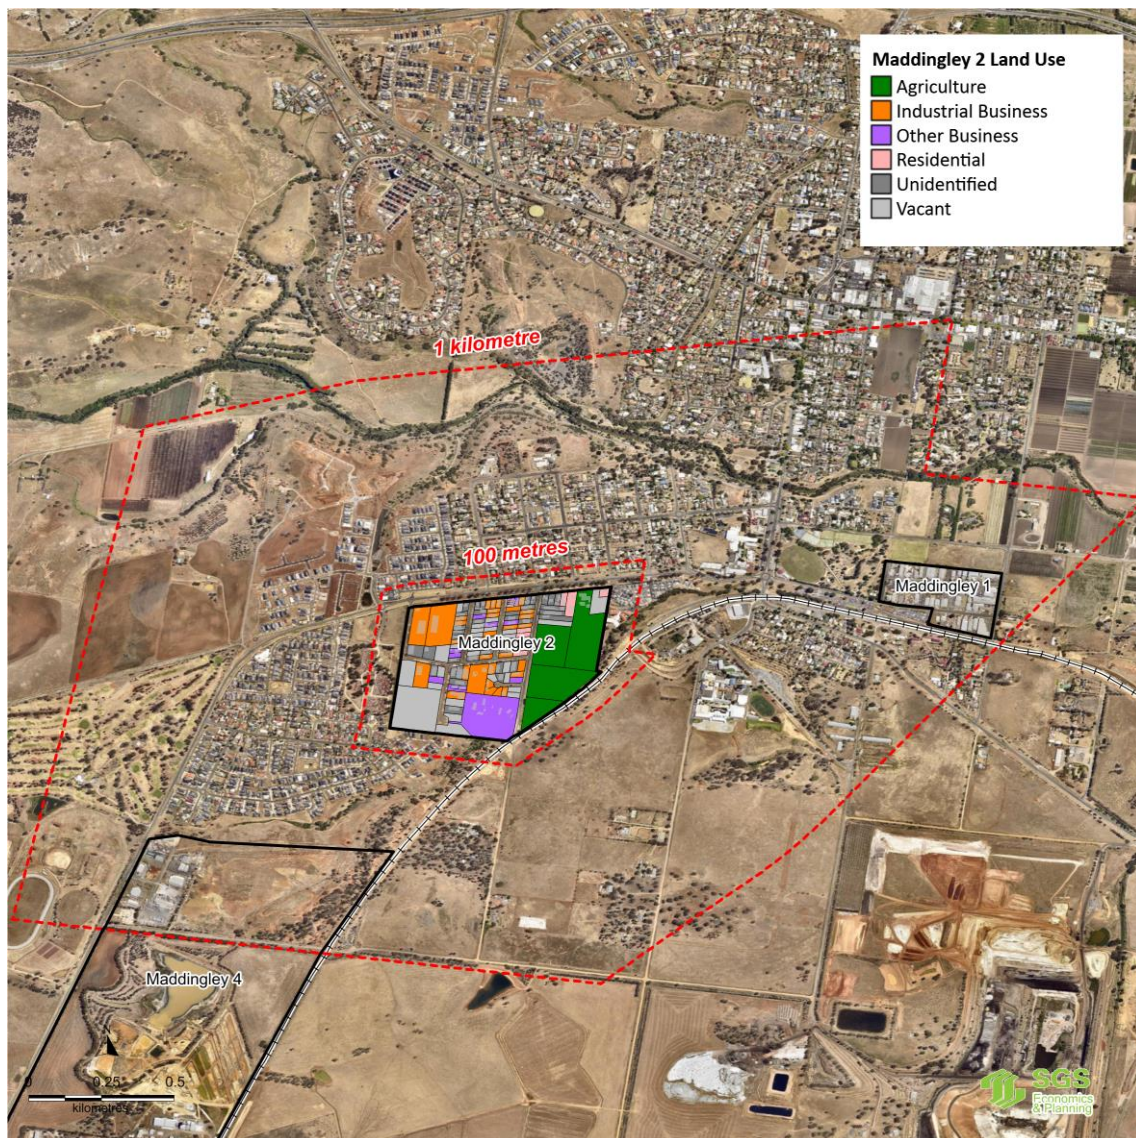 Maddingley 2 Land Use
Agriculture
Industrial Business
Other Business
Residential
Unidentified
Vacant
1 kilometre
100 metres
Maddingley 1
Maddingley 2
Maddingley 4
0 0.25 0.5
kilometres
SGS
Economics
& Planning